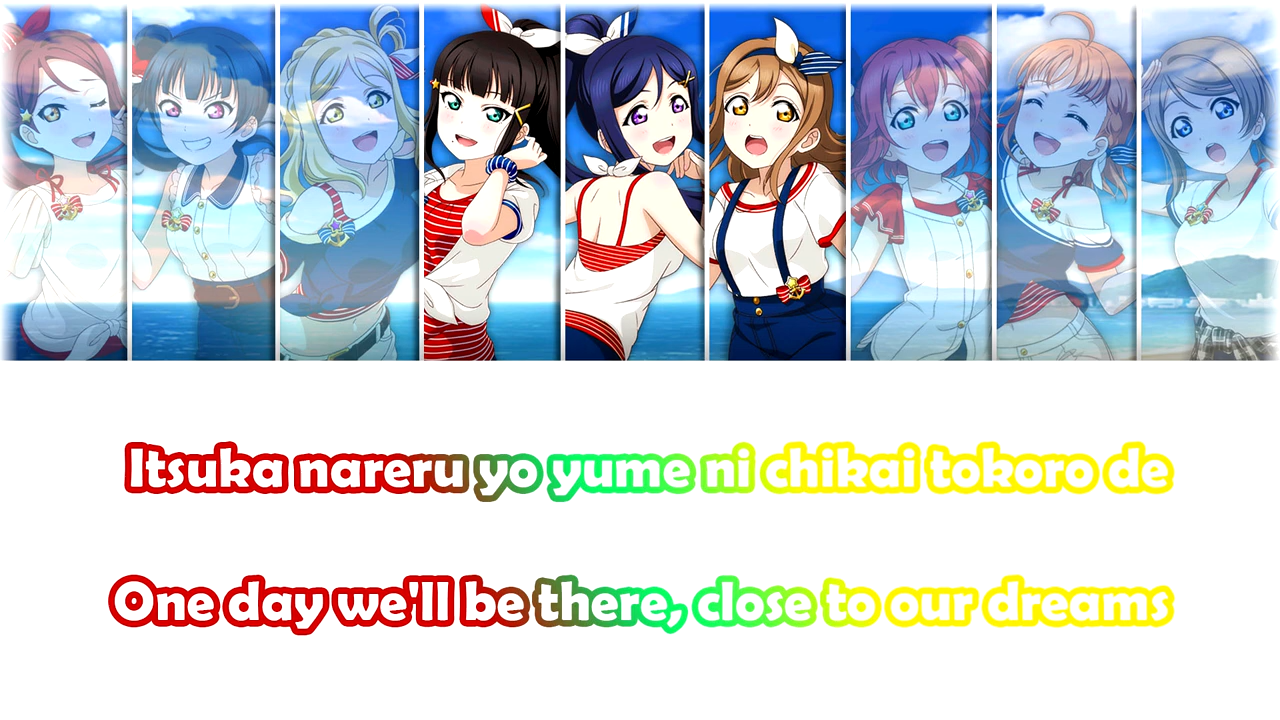 Itsuka nareru yo yume ni chikai tokoro de
One day we'll be there, close to our dreams